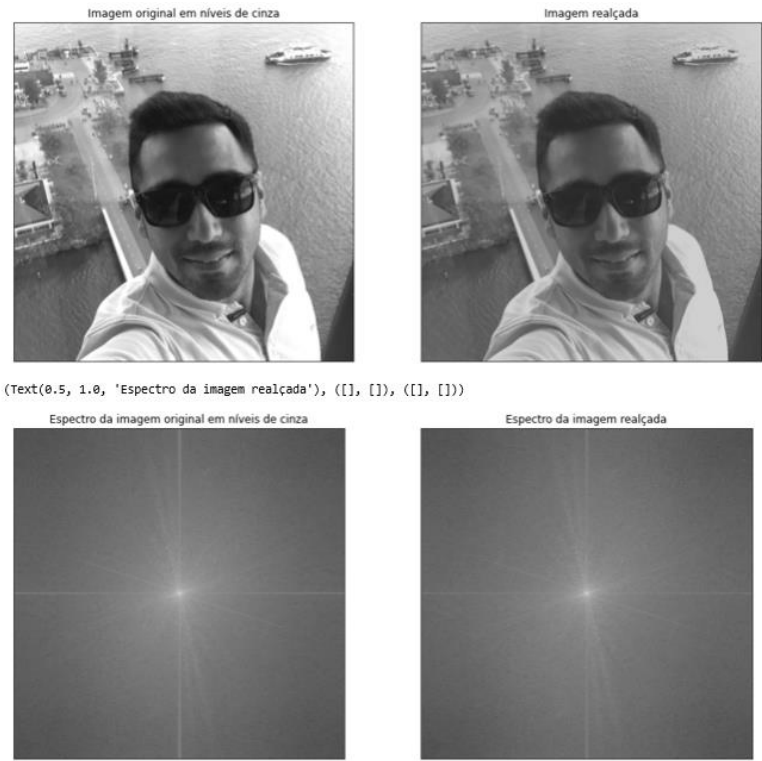 Imagem original em níveis de cinza
Imagem realçada
(Text(0.5, 1.0, 'Espectro da imagem realçada'), ([], []), ([], []))
Espectro da imagem original em níveis de cinza
Espectro da imagem realçada